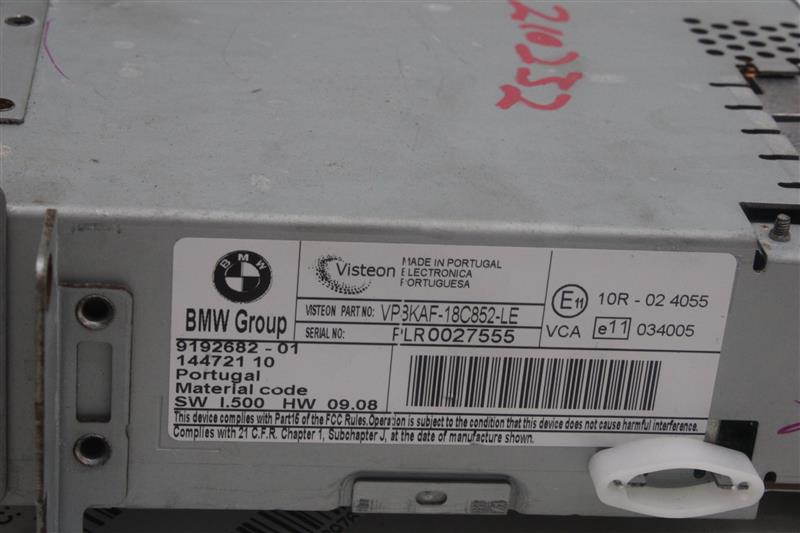 210252
BMW
BMW Group
Visteon
MADE IN PORTUGAL
ELECTRONICA
PORTUGUESA
VISTEON PART NO: VP8KAF-18C852-LE
SERIAL NO: PLR0027555
E11 10R - 02 4055
VCA e11 034005
9192682 - 01
144721 10
Portugal
Material code
SW 1.500 HW 09.08
This device complies with Part15 of the FCC Rules.Operation is subject to the condition that this device does not cause harmful interference.
Complies with 21 C.F.R. Chapter 1, Subchapter J, at the date of manufacture shown.